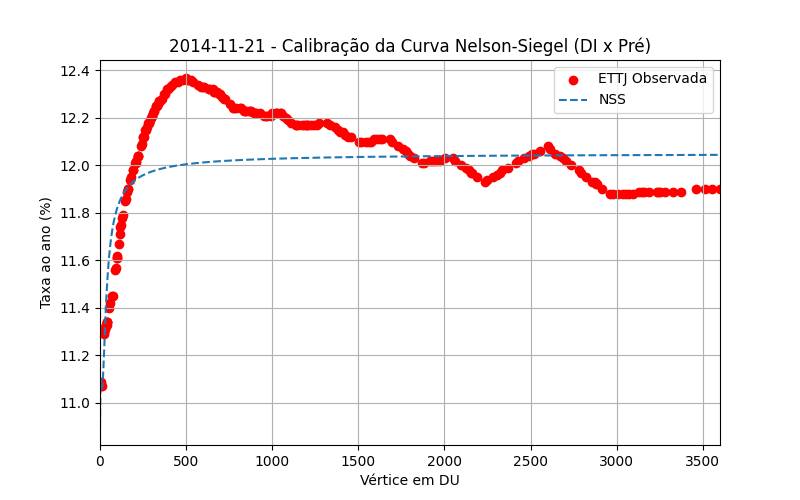 2014-11-21 - Calibração da Curva Nelson-Siegel (DI x Pré)
ETTJ Observada
NSS
Taxa ao ano (%)
12.4
12.2
12.0
11.8
11.6
11.4
11.2
11.0
0 500 1000 1500 2000 2500 3000 3500
Vértice em DU